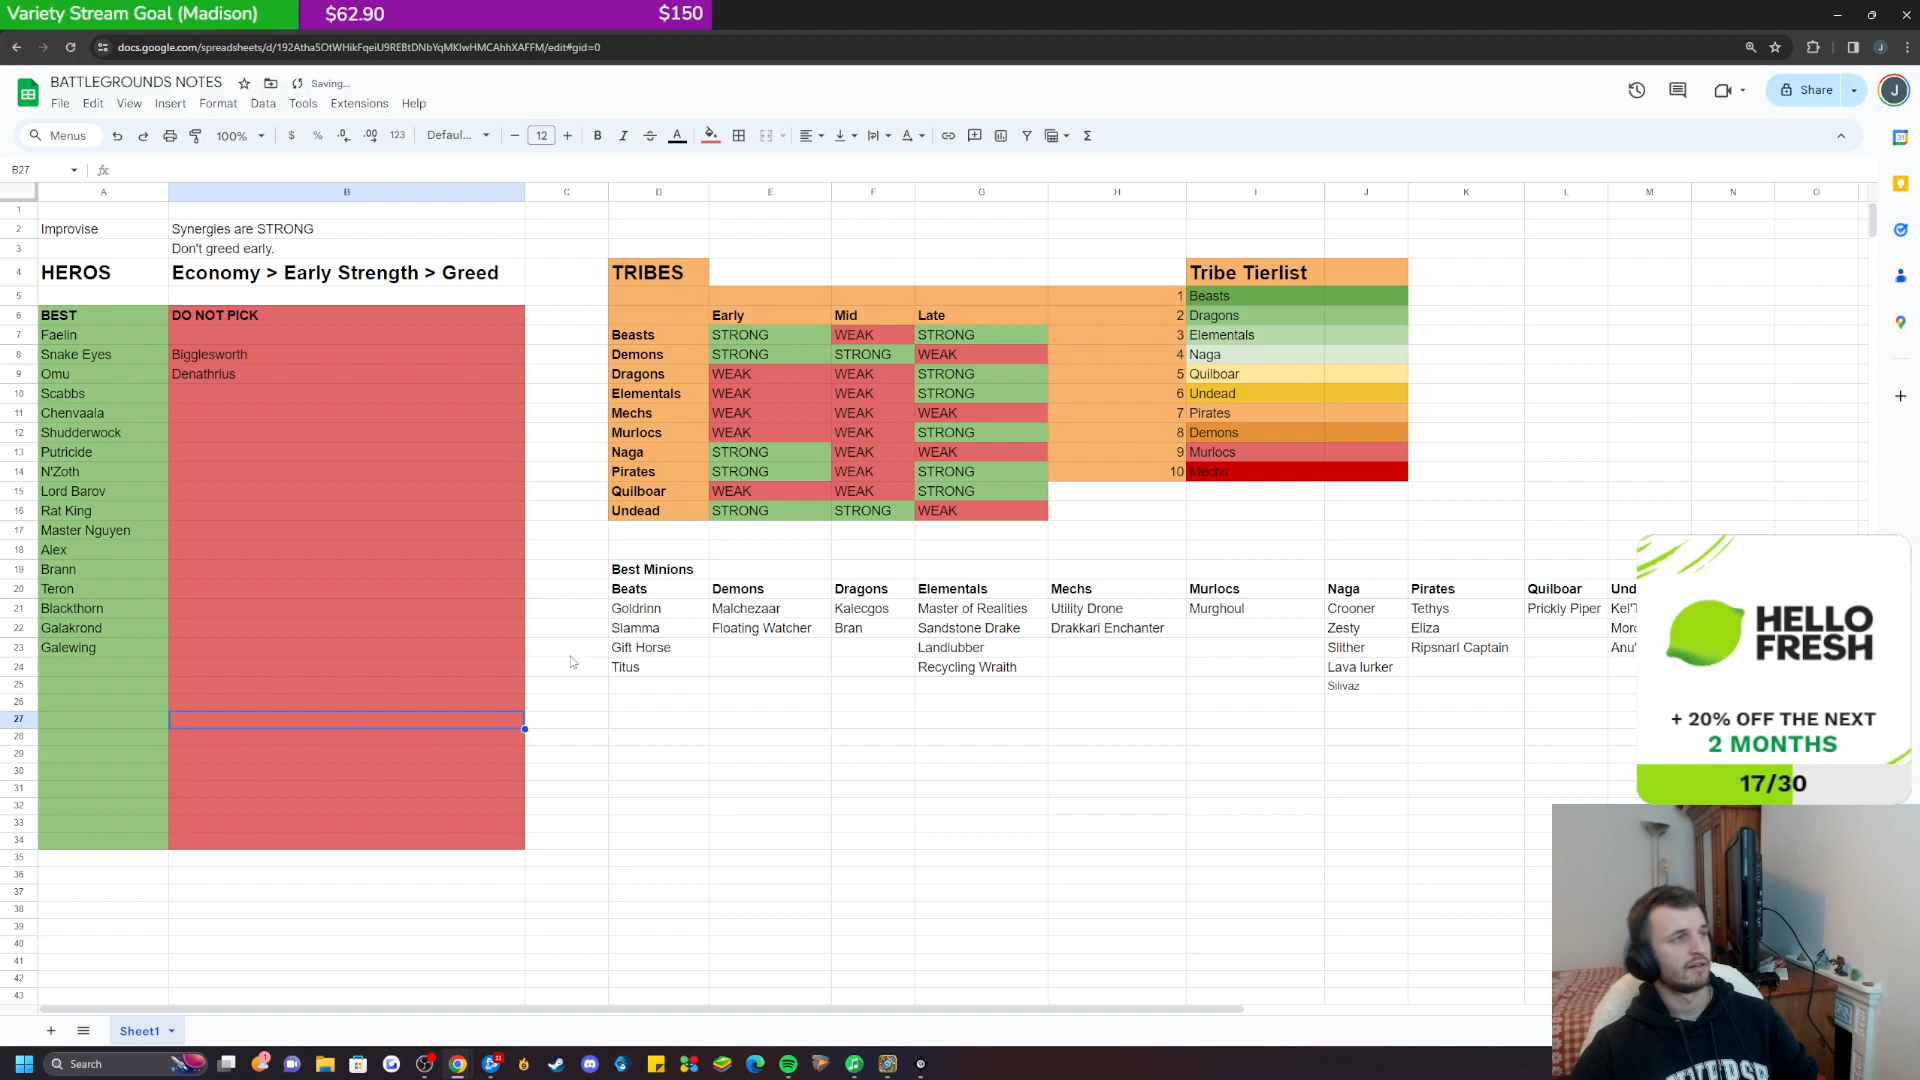 Variety Stream Goal (Madison) $62.90 $150
docs.google.com/spreadsheets/d/192Atha5OtWHikFqeiU9REBtDNbYqMKlwHMCAhhXAFFM/edit#gid=0
BATTLEGROUNDS NOTES Saving...
File Edit View Insert Format Data Tools Extensions Help
Share J
Menus 100% $ % .0 .00 123 Defaul... 12 B I A
B27 fx
A B C D E F G H I J K L M N O
1
2 Improvise Synergies are STRONG
3 Don't greed early.
4 HEROS Economy > Early Strength > Greed TRIBES Tribe Tierlist
5 1 Beasts
6 BEST DO NOT PICK Early Mid Late 2 Dragons
7 Faelin Beasts STRONG WEAK STRONG 3 Elementals
8 Snake Eyes Bigglesworth Demons STRONG STRONG WEAK 4 Naga
9 Omu Denathrius Dragons WEAK WEAK STRONG 5 Quilboar
10 Scabbs Elementals WEAK WEAK STRONG 6 Undead
11 Chenvaala Mechs WEAK WEAK WEAK 7 Pirates
12 Shudderwock Murlocs WEAK WEAK STRONG 8 Demons
13 Putricide Naga STRONG WEAK WEAK 9 Murlocs
14 N'Zoth Pirates STRONG WEAK STRONG 10 Mechs
15 Lord Barov Quilboar WEAK WEAK STRONG
16 Rat King Undead STRONG STRONG WEAK
17 Master Nguyen
18 Alex
19 Brann Best Minions
20 Teron Beats Demons Dragons Elementals Mechs Murlocs Naga Pirates Quilboar Und
21 Blackthorn Goldrinn Malchezaar Kalecgos Master of Realities Utility Drone Murghoul Crooner Tethys Prickly Piper Kel'T
22 Galakrond Slamma Floating Watcher Bran Sandstone Drake Drakkari Enchanter Zesty Eliza Morc
23 Galewing Gift Horse Landlubber Slither Ripsnarl Captain Anu'
24 Titus Recycling Wraith Lava lurker
25 Silivaz
26
27
28
29
30
31
32
33
34
35
36
37
38
39
40
41
42
43
HELLO
FRESH
+ 20% OFF THE NEXT
2 MONTHS
17/30
Sheet1
Search